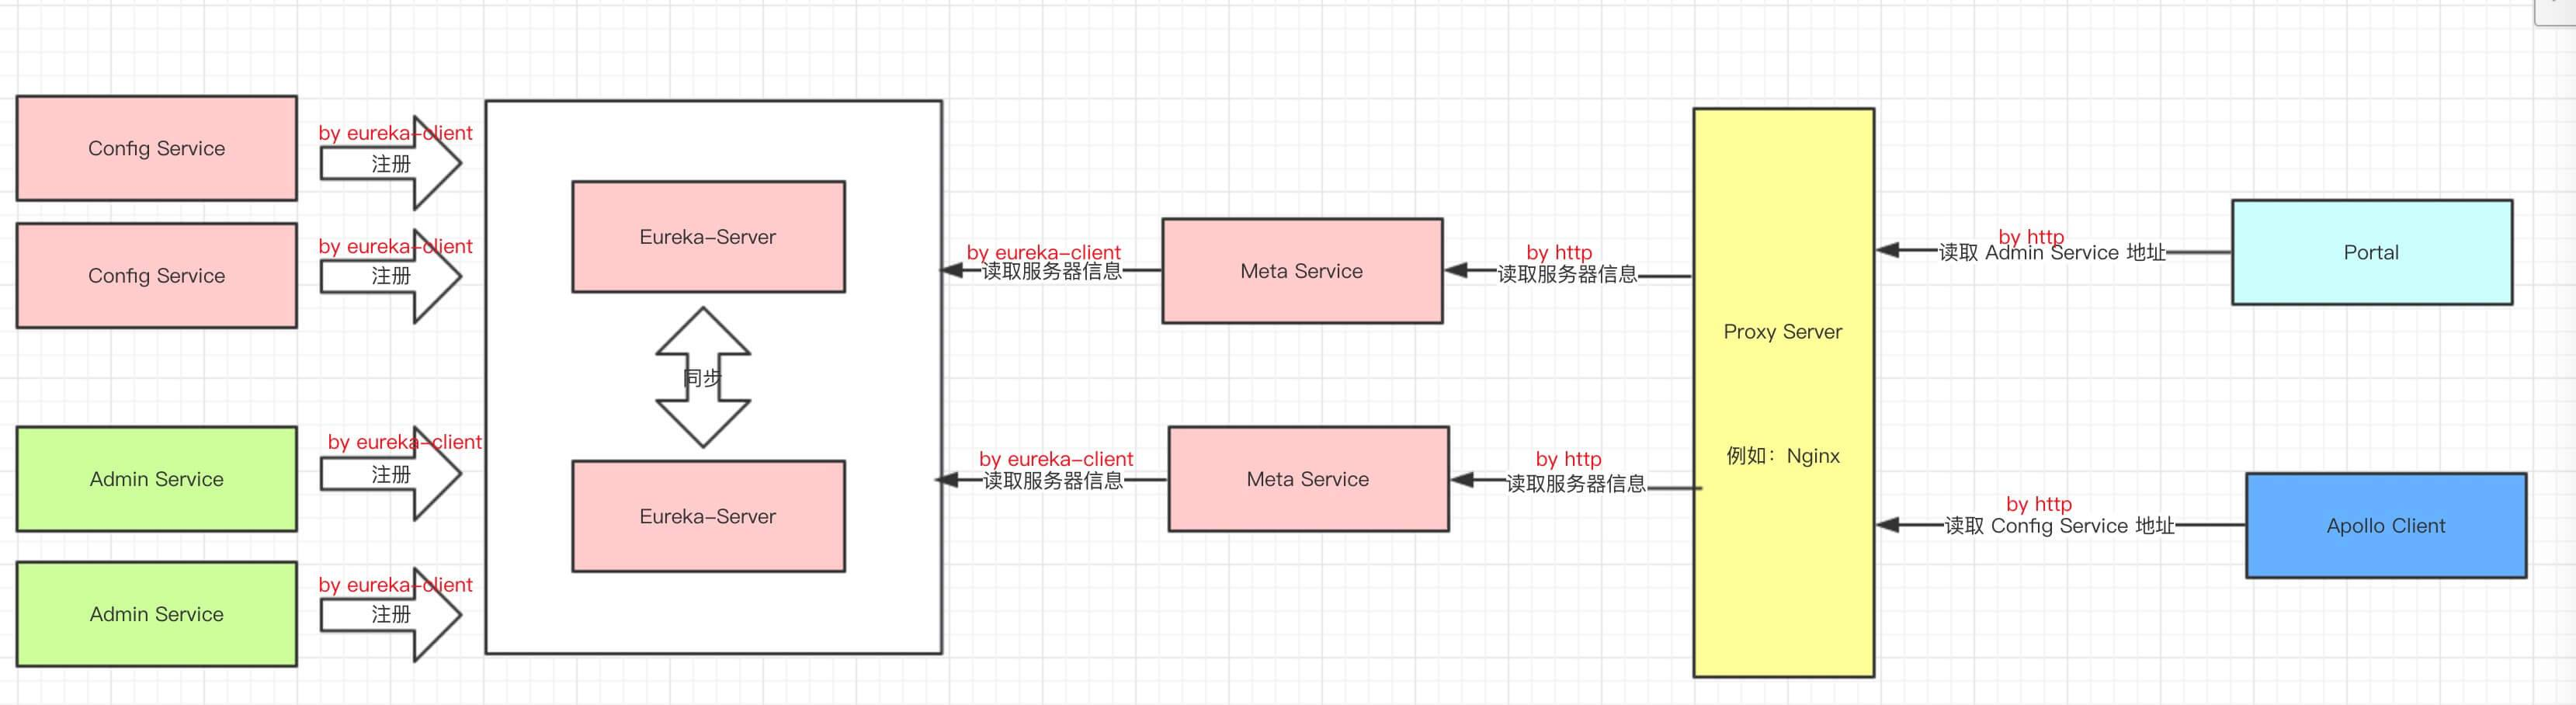 Config Service
by eureka-client
注册
Config Service
by eureka-client
注册
Admin Service
by eureka-client
注册
Admin Service
by eureka-client
注册
Eureka-Server
同步
Eureka-Server
by eureka-client
读取服务器信息
Meta Service
by http
读取服务器信息
by eureka-client
读取服务器信息
Meta Service
by http
读取服务器信息
Proxy Server
例如：Nginx
by http
读取 Admin Service 地址
Portal
by http
读取 Config Service 地址
Apollo Client